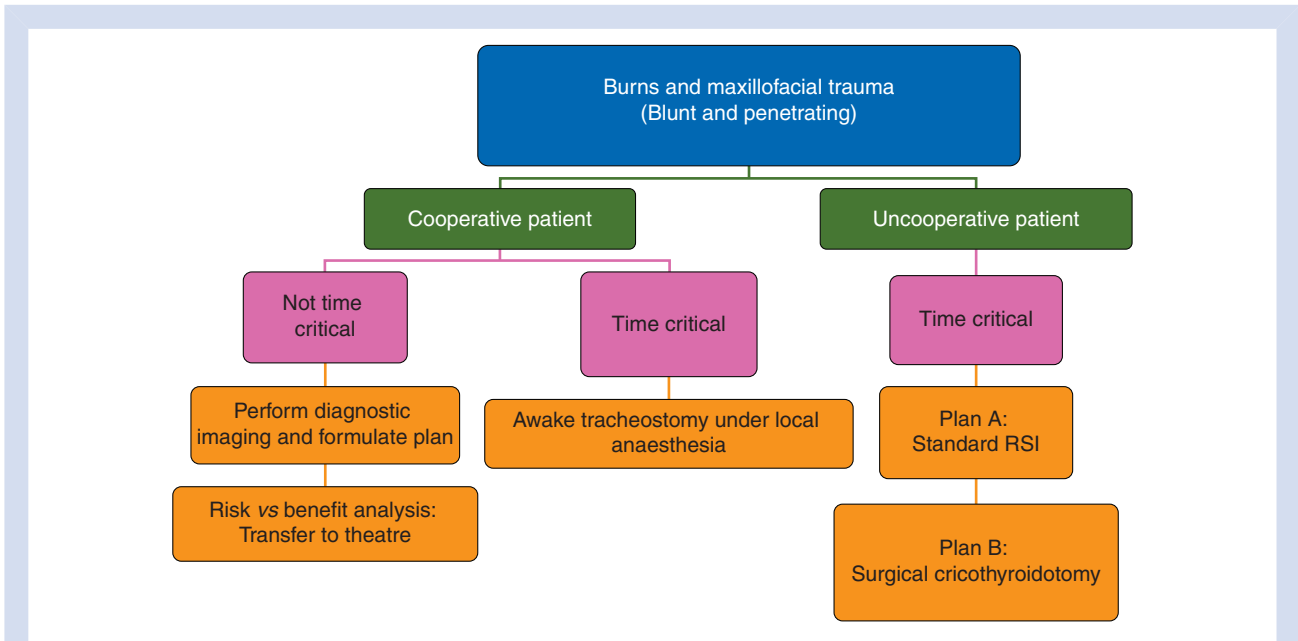 Burns and maxillofacial trauma
(Blunt and penetrating)
Cooperative patient
Uncooperative patient
Not time
critical
Time critical
Time critical
Perform diagnostic
imaging and formulate plan
Awake tracheostomy under local
anaesthesia
Plan A:
Standard RSI
Risk vs benefit analysis:
Transfer to theatre
Plan B:
Surgical cricothyroidotomy